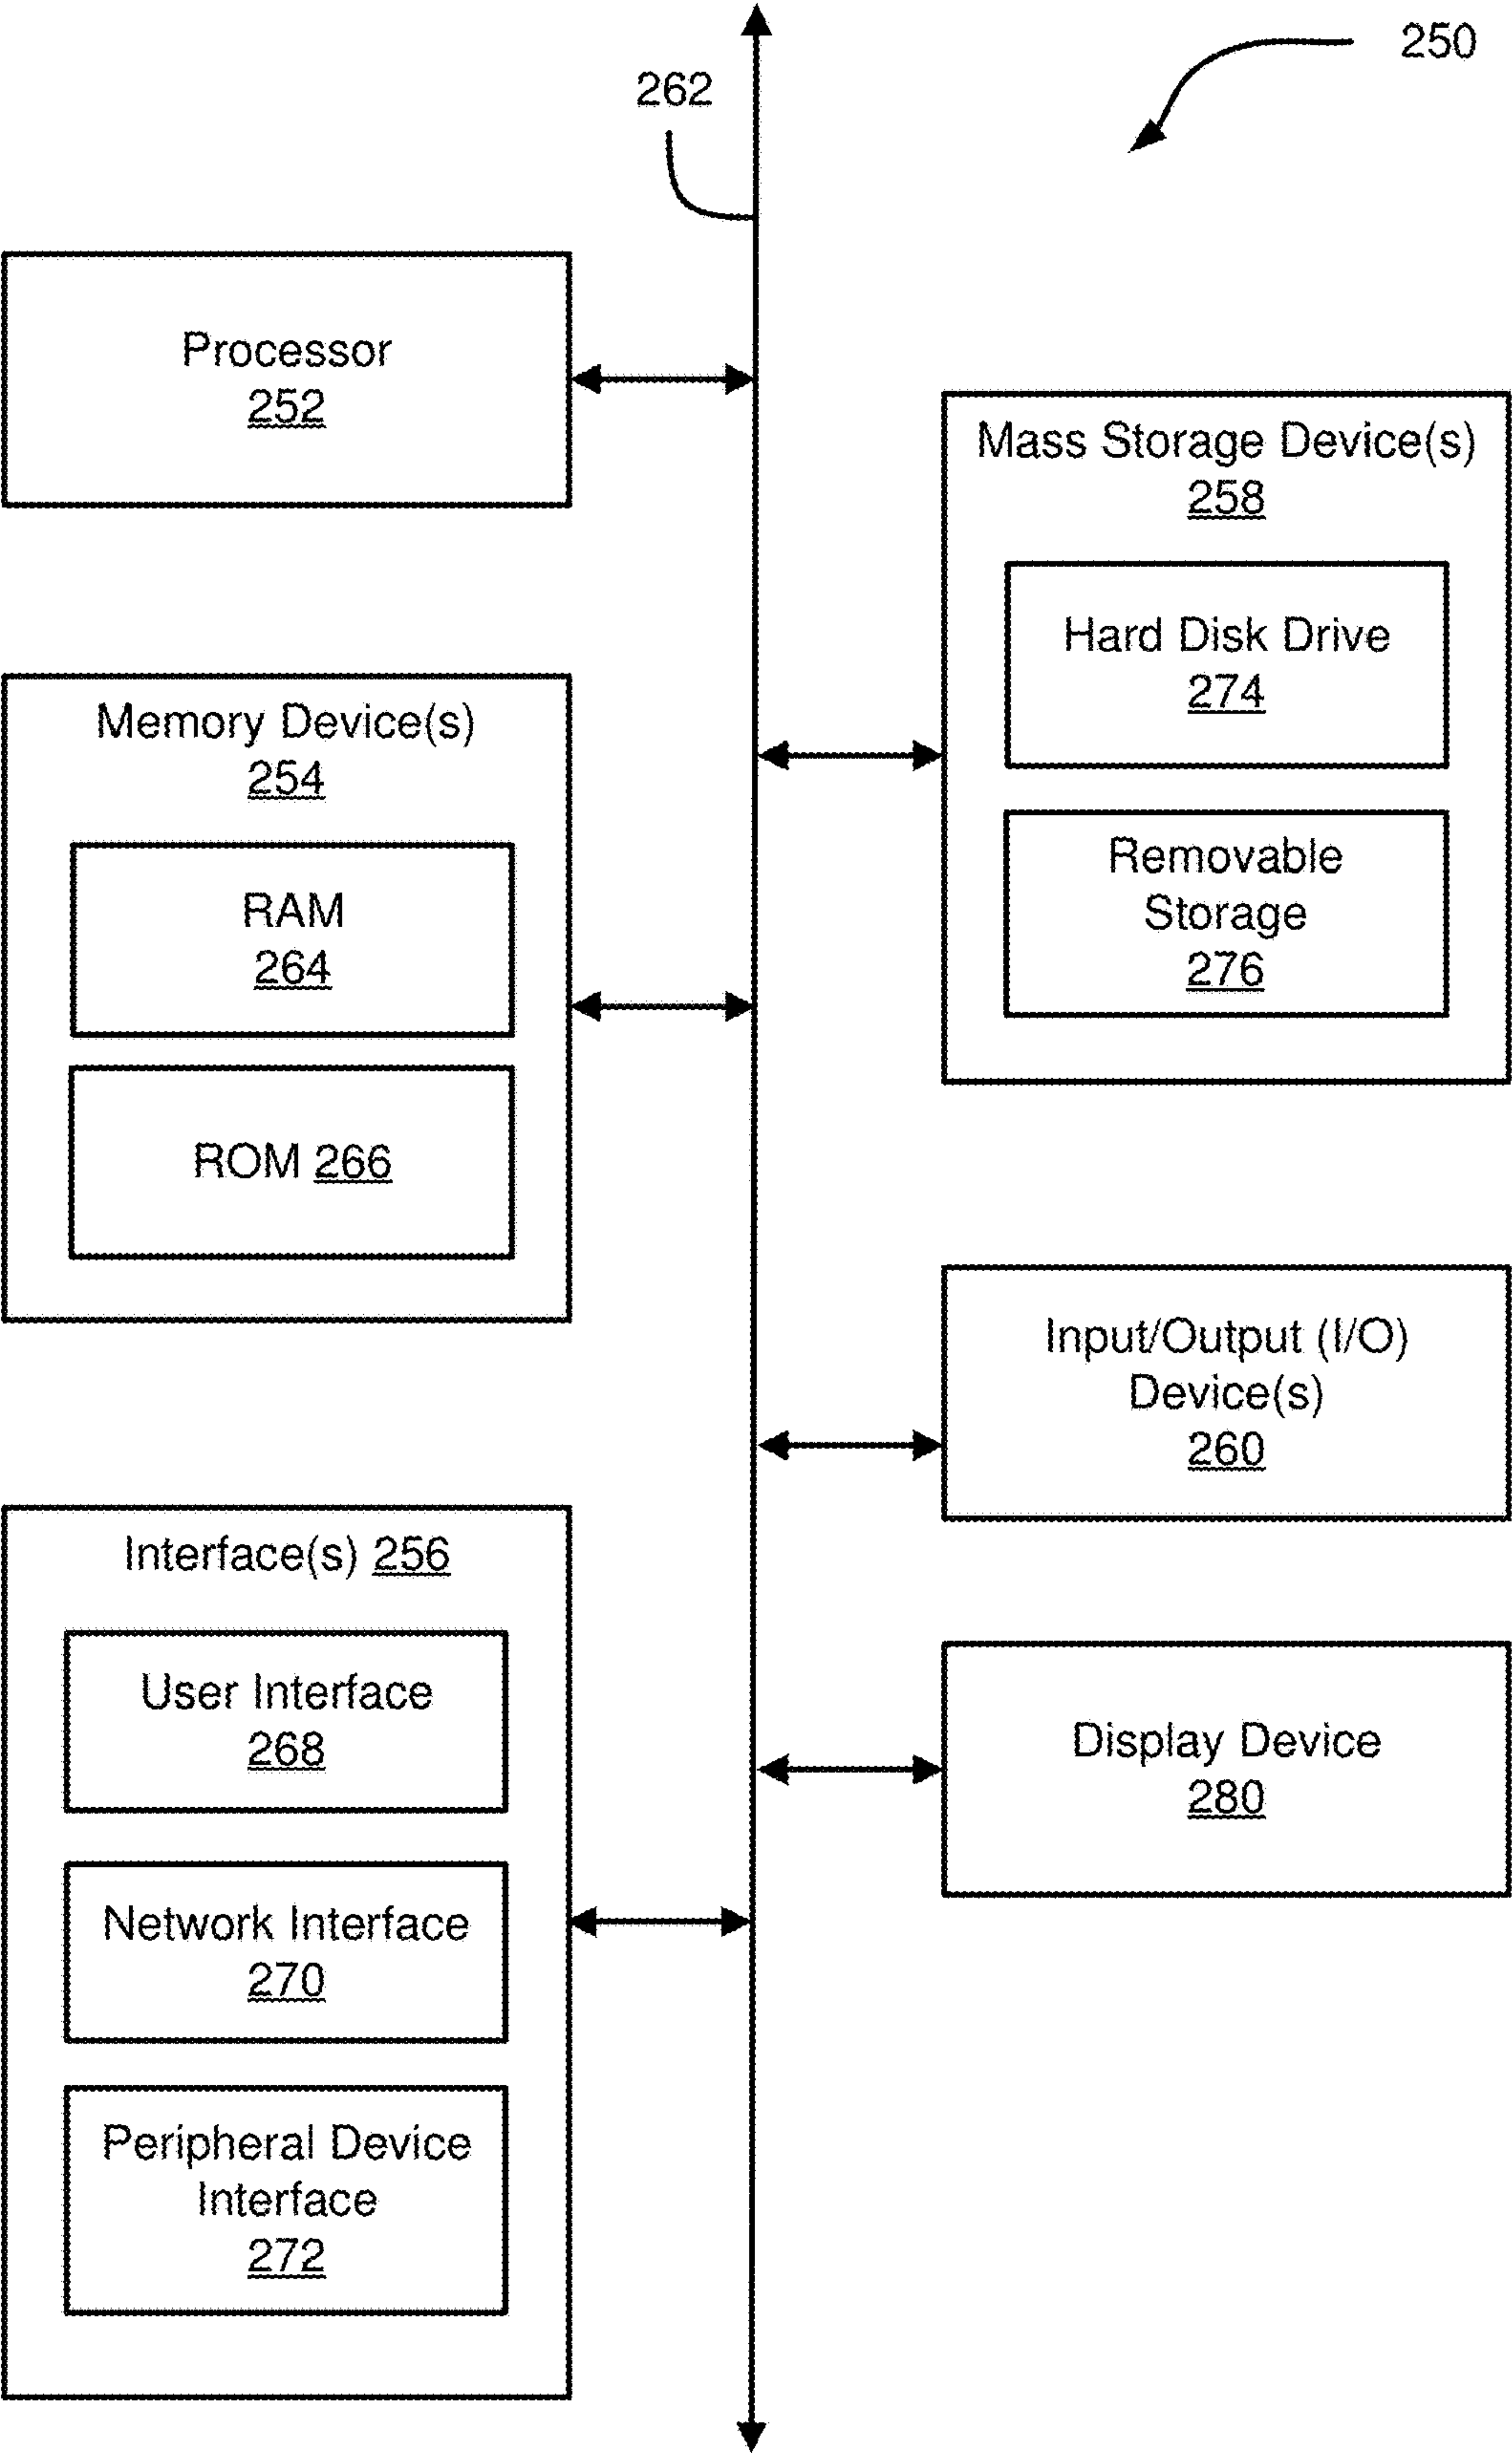 250
262
Processor
252
Mass Storage Device(s)
258
Hard Disk Drive
274
Removable
Storage
276
Memory Device(s)
254
RAM
264
ROM 266
Input/Output (I/O)
Device(s)
260
Interface(s) 256
User Interface
268
Network Interface
270
Peripheral Device
Interface
272
Display Device
280